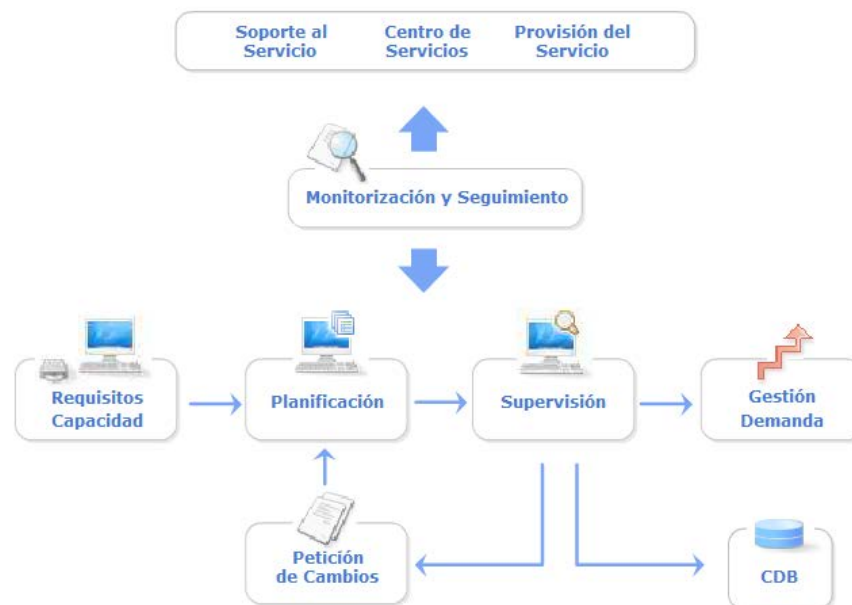 Soporte al
Servicio
Centro de
Servicios
Provisión del
Servicio
Monitorización y Seguimiento
Requisitos
Capacidad
Planificación
Supervisión
Gestión
Demanda
Petición
de Cambios
CDB